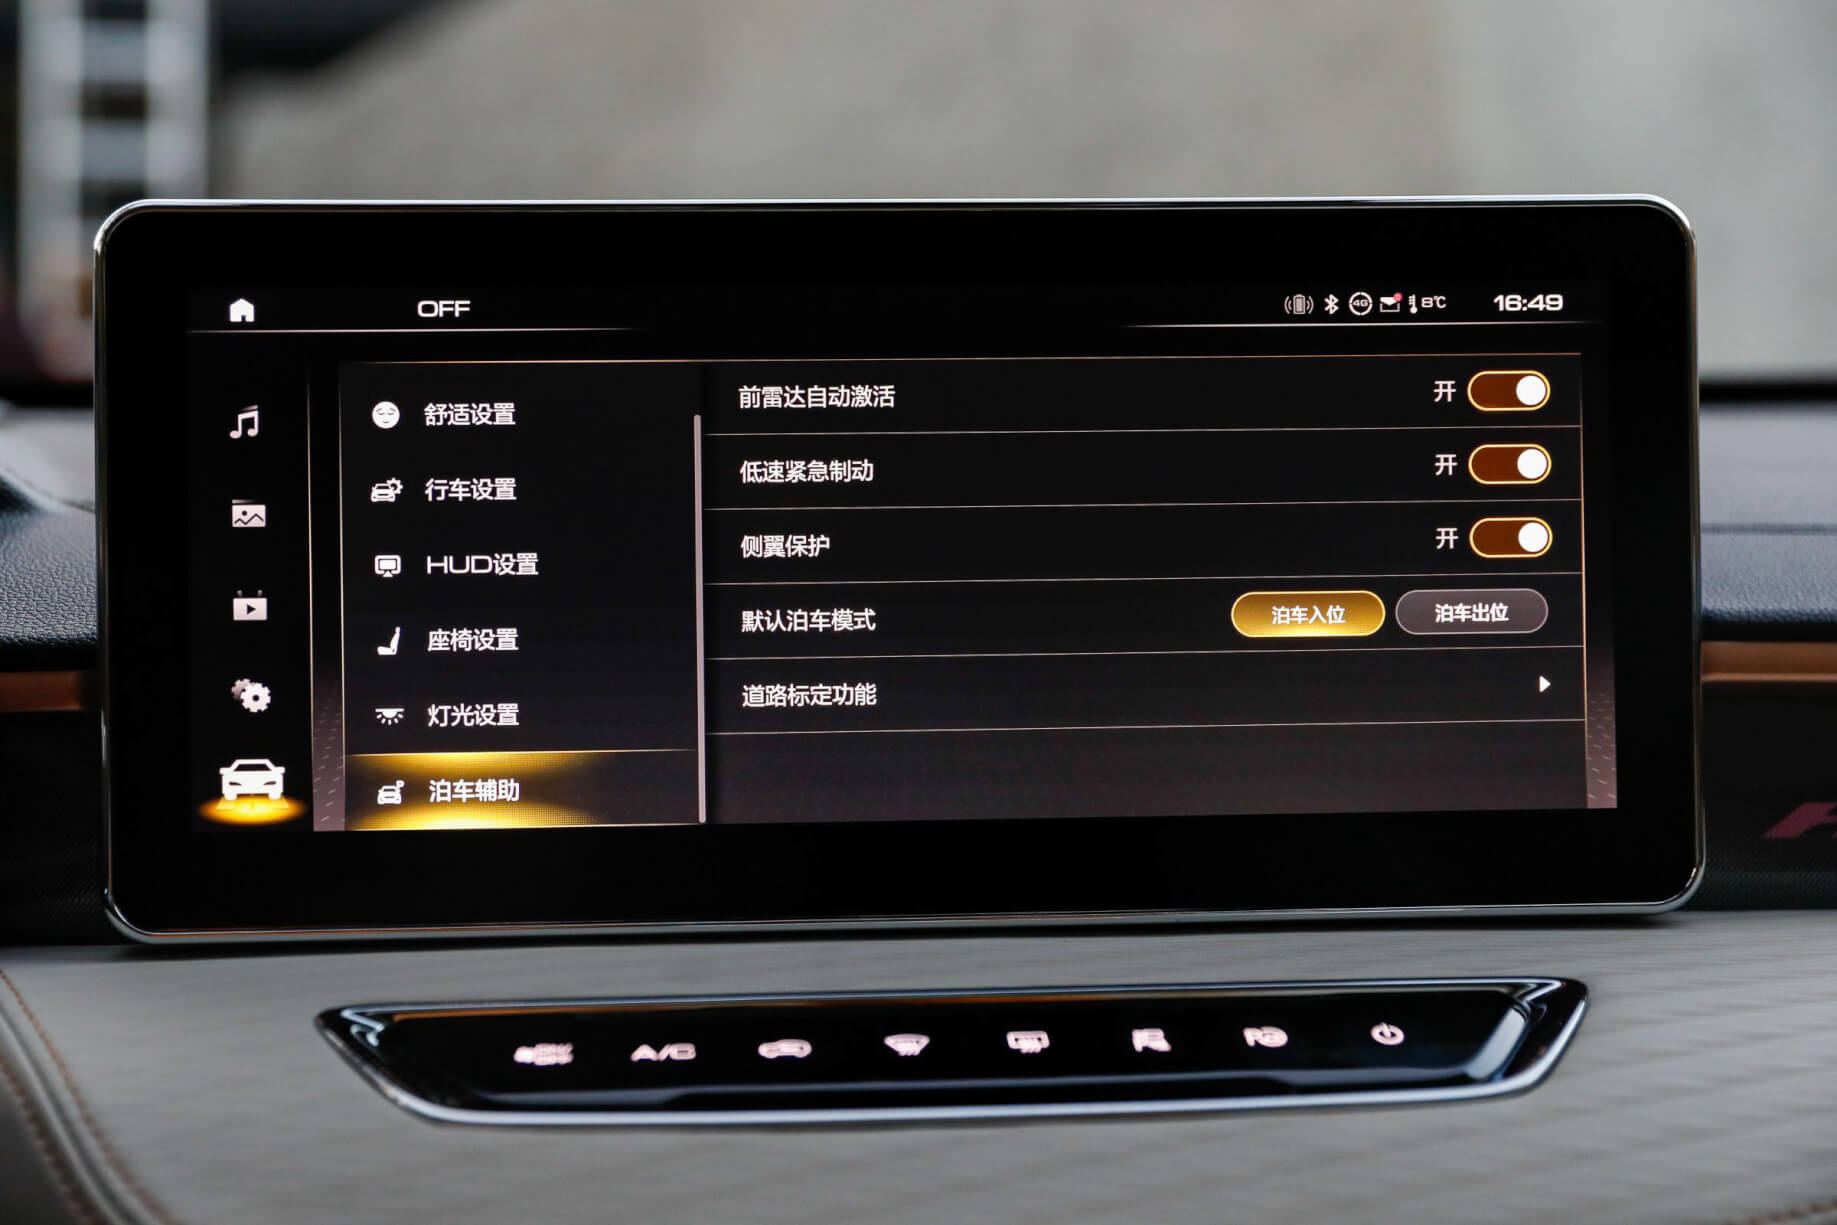 OFF
4G
8℃
16:49
舒适设置
行车设置
HUD设置
座椅设置
灯光设置
泊车辅助
前雷达自动激活
开
低速紧急制动
开
侧翼保护
开
默认泊车模式
泊车入位
泊车出位
道路标定功能
A/C